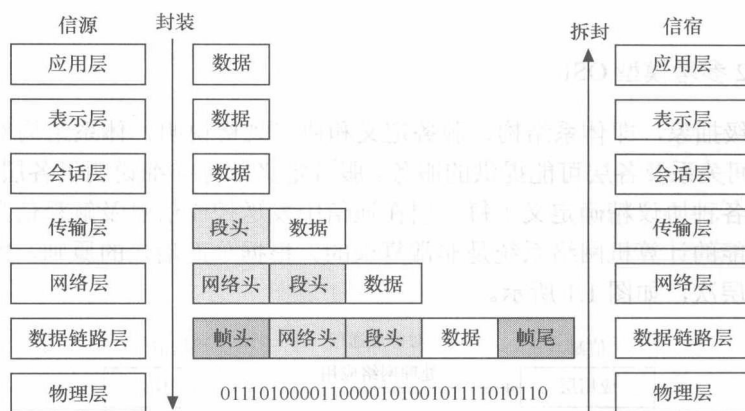 信源 封装 拆封 信宿
应用层 数据 应用层
表示层 数据 表示层
会话层 数据 会话层
传输层 段头 数据 传输层
网络层 网络头 段头 数据 网络层
数据链路层 帧头 网络头 段头 数据 帧尾 数据链路层
物理层 01110100001100001010010111101 0110 物理层